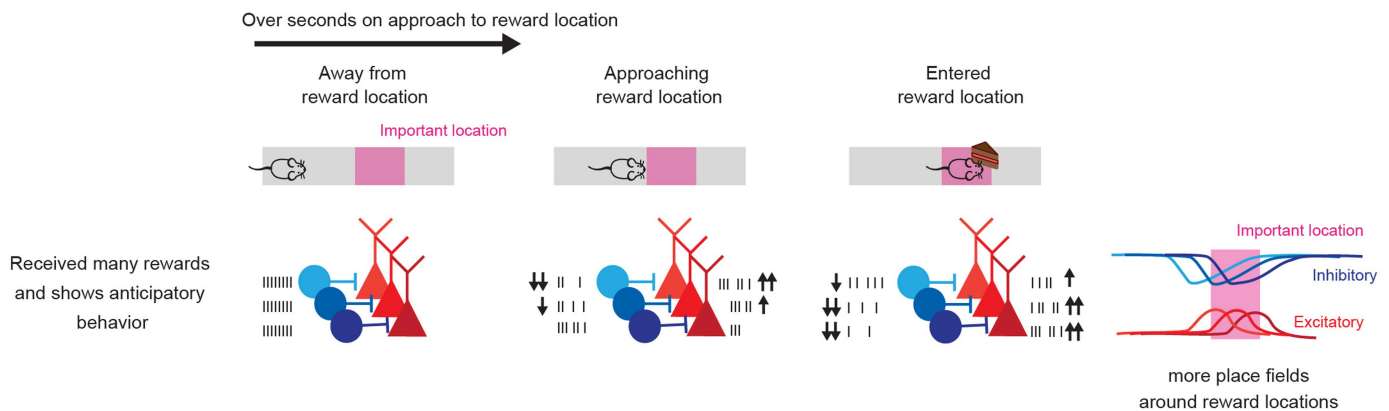 Over seconds on approach to reward location
Away from
reward location
Approaching
reward location
Entered
reward location
Important location
Received many rewards
and shows anticipatory
behavior
Important location
Inhibitory
Excitatory
more place fields
around reward locations